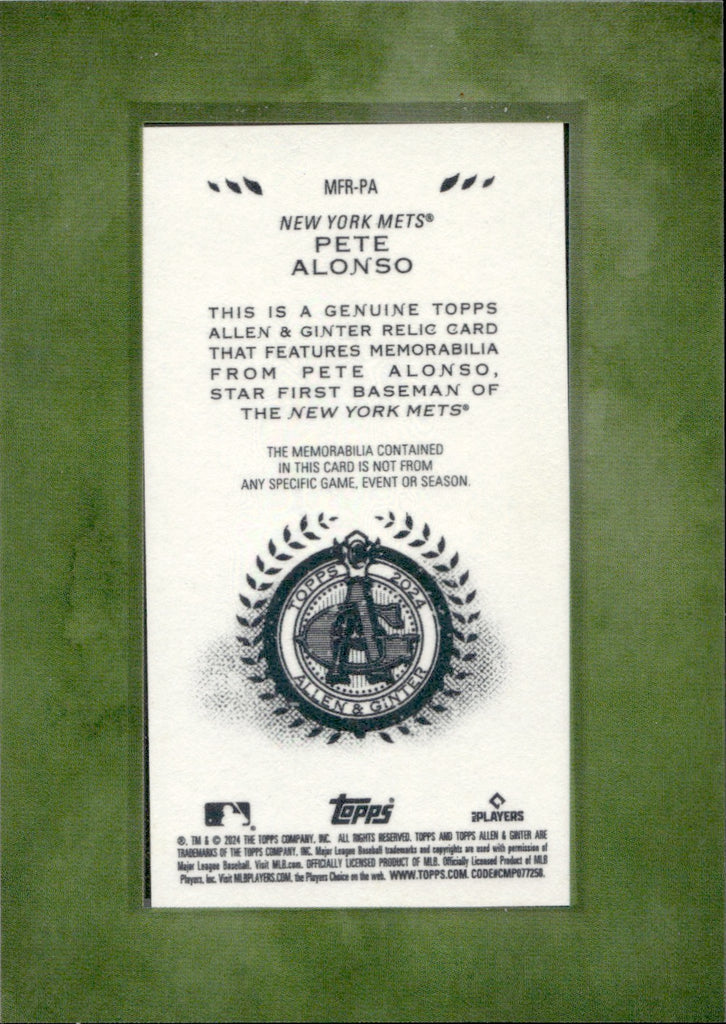 MFR-PA
NEW YORK METS®
PETE
ALONSO
THIS IS A GENUINE TOPPS
ALLEN & GINTER RELIC CARD
THAT FEATURES MEMORABILIA
FROM PETE ALONSO,
STAR FIRST BASEMAN OF
THE NEW YORK METS®
THE MEMORABILIA CONTAINED
IN THIS CARD IS NOT FROM
ANY SPECIFIC GAME, EVENT OR SEASON.
TOPPS 2024
AG
ALLEN & GINTER
Topps®
PLAYERS
®, TM & © 2024 THE TOPPS COMPANY, INC. ALL RIGHTS RESERVED. TOPPS AND TOPPS ALLEN & GINTER ARE
TRADEMARKS OF THE TOPPS COMPANY, INC. Major League Baseball trademarks and copyrights are used with permission of
Major League Baseball. Visit MLB.com. OFFICIALLY LICENSED PRODUCT OF MLB. Officially Licensed Product of MLB
Players, Inc. Visit MLBPLAYERS.COM, the Players Choice on the web. WWW.TOPPS.COM. CODE#CMP077258.